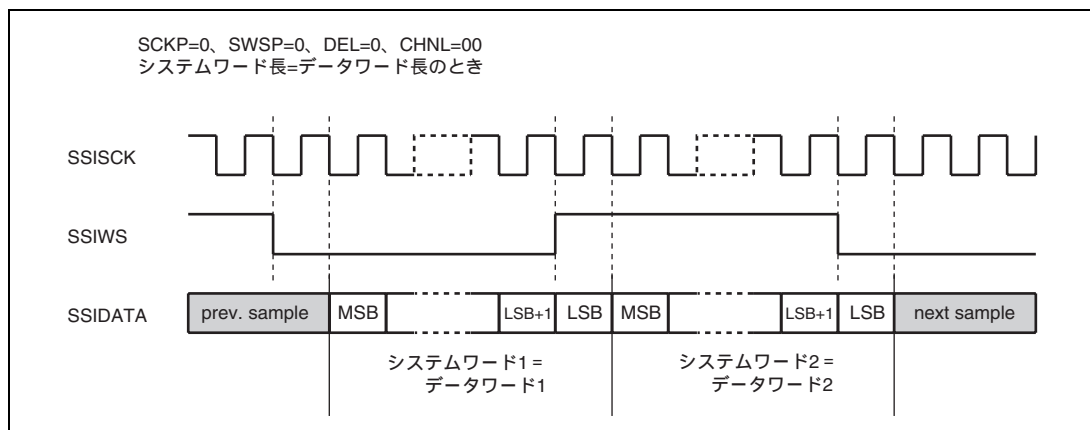 SCKP=0、SWSP=0、DEL=0、CHNL=00
システムワード長=データワード長のとき
SSISCK
SSIWS
SSIDATA
prev. sample
MSB
LSB+1
LSB
MSB
LSB+1
LSB
next sample
システムワード1=
データワード1
システムワード2=
データワード2